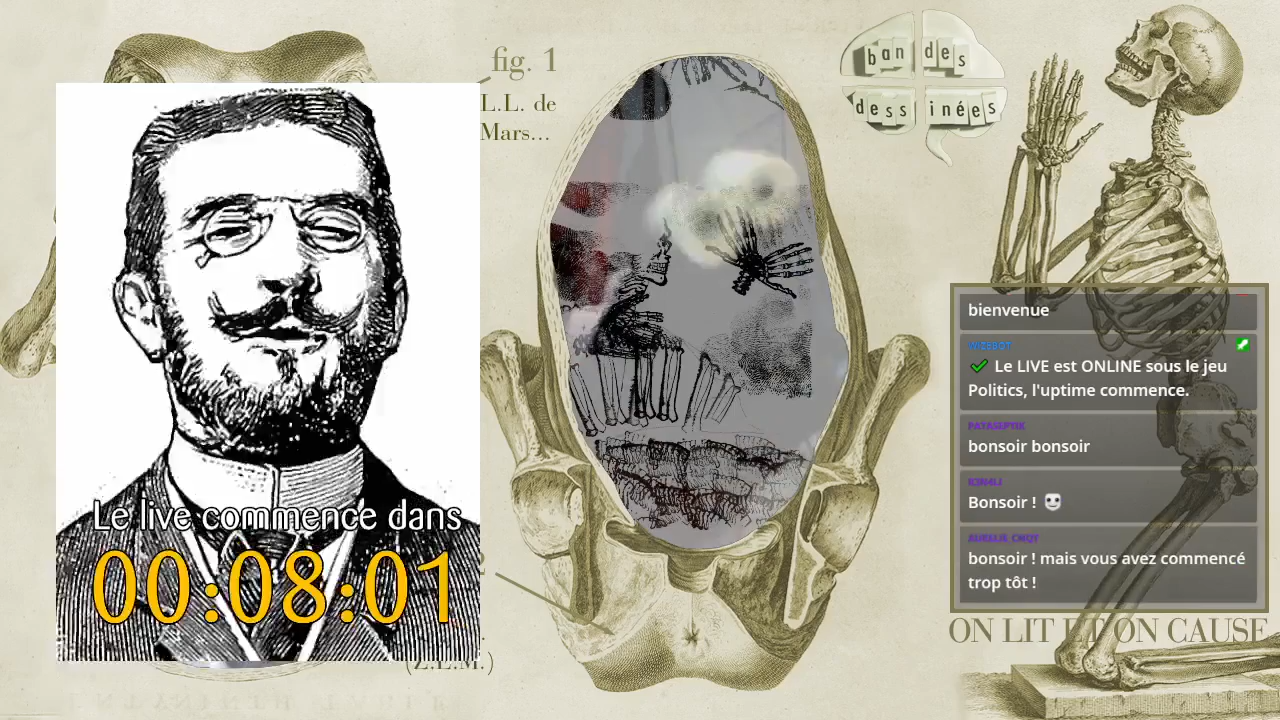 fig. 1
L.L. de
Mars...
ban des
dess inées
Le live commence dans
00:08:01
(Z.L.M.)
bienvenue
WIZEBOT
Le LIVE est ONLINE sous le jeu
Politics, l'uptime commence.
PATASEPTIK
bonsoir bonsoir
Bonsoir !
bonsoir ! mais vous avez commencé
trop tôt !
ON LIT ET ON CAUSE